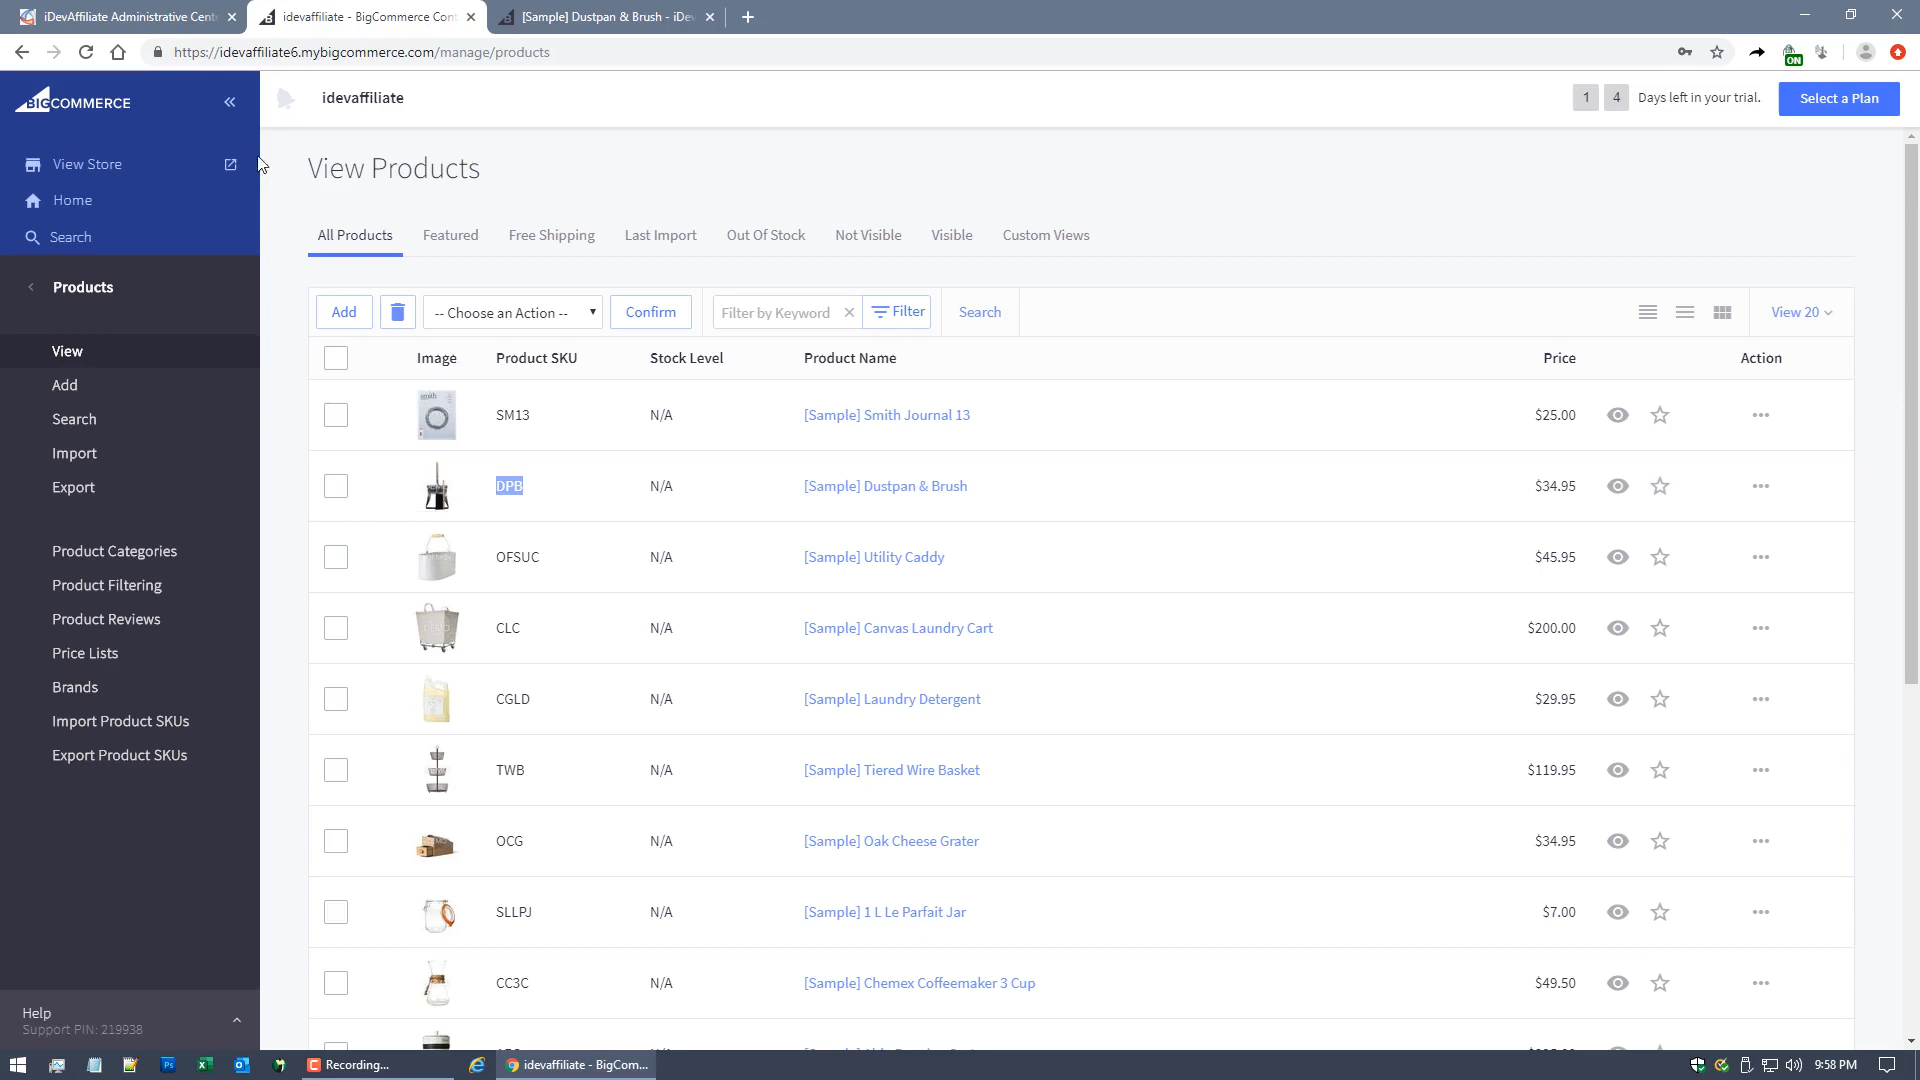 iDevAffiliate Administrative Cent
idevaffiliate - BigCommerce Cont
[Sample] Dustpan & Brush - iDev
https://idevaffiliate6.mybigcommerce.com/manage/products
ON
BIGCOMMERCE
idevaffiliate
1 4 Days left in your trial.
Select a Plan
View Store
Home
Search
Products
View
Add
Search
Import
Export
Product Categories
Product Filtering
Product Reviews
Price Lists
Brands
Import Product SKUs
Export Product SKUs
Help
Support PIN: 219938
View Products
All Products Featured Free Shipping Last Import Out Of Stock Not Visible Visible Custom Views
Add -- Choose an Action -- Confirm Filter by Keyword Filter Search View 20
Image Product SKU Stock Level Product Name Price Action
SM13 N/A [Sample] Smith Journal 13 $25.00
DPB N/A [Sample] Dustpan & Brush $34.95
OFSUC N/A [Sample] Utility Caddy $45.95
CLC N/A [Sample] Canvas Laundry Cart $200.00
CGLD N/A [Sample] Laundry Detergent $29.95
TWB N/A [Sample] Tiered Wire Basket $119.95
OCG N/A [Sample] Oak Cheese Grater $34.95
SLLPJ N/A [Sample] 1 L Le Parfait Jar $7.00
CC3C N/A [Sample] Chemex Coffeemaker 3 Cup $49.50
Recording...
idevaffiliate - BigCom...
9:58 PM